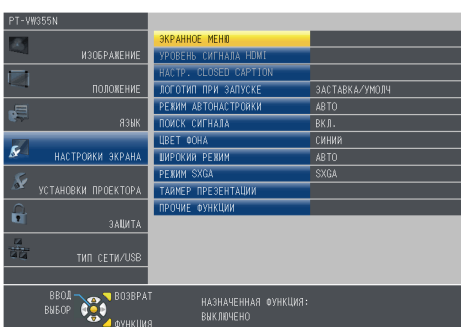 PT-VW355N
ИЗОБРАЖЕНИЕ
ПОЛОЖЕНИЕ
ЯЗЫК
НАСТРОЙКИ ЭКРАНА
УСТАНОВКИ ПРОЕКТОРА
ЗАЩИТА
ТИП СЕТИ/USB
ЭКРАННОЕ МЕНЮ
УРОВЕНЬ СИГНАЛА HDMI
НАСТР. CLOSED CAPTION
ЛОГОТИП ПРИ ЗАПУСКЕ ЗАСТАВКА/УМОЛЧ
РЕЖИМ АВТОНАСТРОЙКИ АВТО
ПОИСК СИГНАЛА ВКЛ.
ЦВЕТ ФОНА СИНИЙ
ШИРОКИЙ РЕЖИМ АВТО
РЕЖИМ SXGA SXGA
ТАЙМЕР ПРЕЗЕНТАЦИИ
ПРОЧИЕ ФУНКЦИИ
ВВОД ВОЗВРАТ
ВЫБОР
ФУНКЦИЯ
НАЗНАЧЕННАЯ ФУНКЦИЯ:
ВЫКЛЮЧЕНО